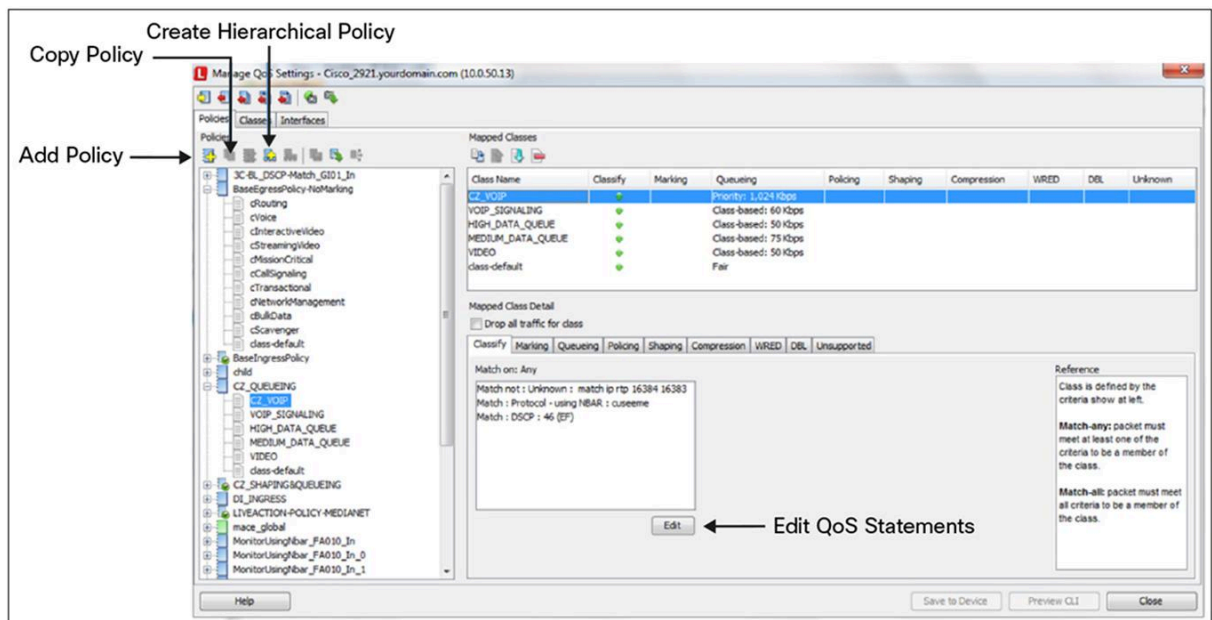 Create Hierarchical Policy
Copy Policy
Manage QoS Settings - Cisco_2921.yourdomain.com (10.0.50.13)
Policies Classes Interfaces
Policies
Add Policy
3C-BL_DSCP-Match_GI01_In
BaseEgressPolicy-NoMarking
cRouting
cVoice
cInteractiveVideo
cStreamingVideo
cMissionCritical
cCallSignaling
cTransactional
cNetworkManagement
cBulkData
cScavenger
class-default
BaseIngressPolicy
child
CZ_QUEUEING
CZ_VOIP
VOIP_SIGNALING
HIGH_DATA_QUEUE
MEDIUM_DATA_QUEUE
VIDEO
class-default
CZ_SHAPING&QUEUEING
DI_INGRESS
LIVEACTION-POLICY-MEDIANET
mace_global
MonitorUsingNbar_FA010_In
MonitorUsingNbar_FA010_In_0
MonitorUsingNbar_FA010_In_1
Mapped Classes
Class Name Classify Marking Queueing Policing Shaping Compression WRED DBL Unknown
CZ_VOIP Priority: 1,024 Kbps
VOIP_SIGNALING Class-based: 60 Kbps
HIGH_DATA_QUEUE Class-based: 50 Kbps
MEDIUM_DATA_QUEUE Class-based: 75 Kbps
VIDEO Class-based: 50 Kbps
class-default Fair
Mapped Class Detail
Drop all traffic for class
Classify Marking Queueing Policing Shaping Compression WRED DBL Unsupported
Match on: Any
Match not : Unknown : match ip rtp 16384 16383
Match : Protocol - using NBAR : cuseeme
Match : DSCP : 46 (EF)
Edit
Edit QoS Statements
Reference
Class is defined by the
criteria show at left.
Match-any: packet must
meet at least one of the
criteria to be a member of
the class.
Match-all: packet must meet
all criteria to be a member of
the class.
Help
Save to Device
Preview CLI
Close